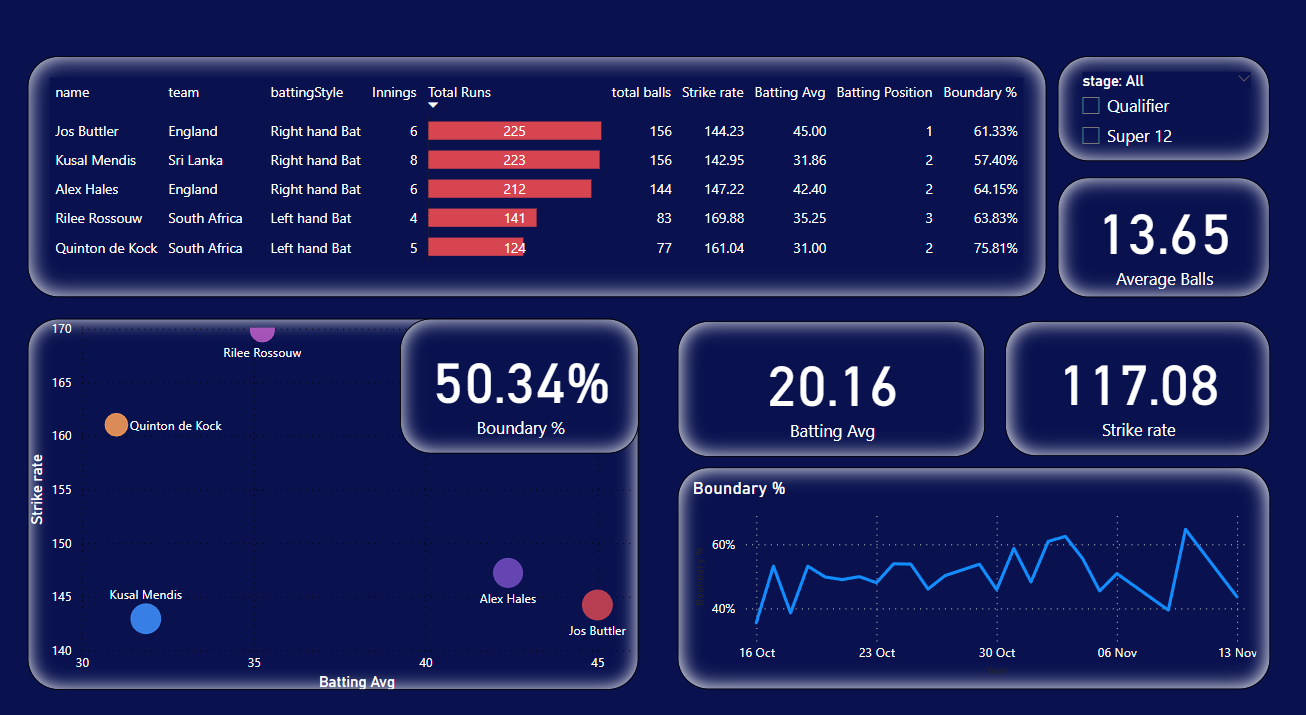 name team battingStyle Innings Total Runs total balls Strike rate Batting Avg Batting Position Boundary %
Jos Buttler England Right hand Bat 6 225 156 144.23 45.00 1 61.33%
Kusal Mendis Sri Lanka Right hand Bat 8 223 156 142.95 31.86 2 57.40%
Alex Hales England Right hand Bat 6 212 144 147.22 42.40 2 64.15%
Rilee Rossouw South Africa Left hand Bat 4 141 83 169.88 35.25 3 63.83%
Quinton de Kock South Africa Left hand Bat 5 124 77 161.04 31.00 2 75.81%
stage: All
Qualifier
Super 12
13.65
Average Balls
170
165
160
155
150
145
140
Strike rate
Rilee Rossouw
Quinton de Kock
Kusal Mendis
Alex Hales
Jos Buttler
30 35 40 45
Batting Avg
50.34%
Boundary %
20.16
Batting Avg
117.08
Strike rate
Boundary %
Boundary %
60%
40%
16 Oct 23 Oct 30 Oct 06 Nov 13 Nov